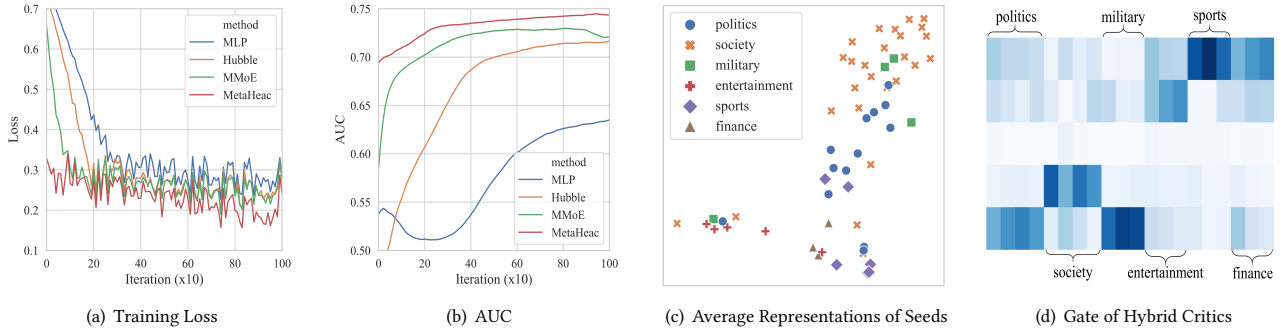 0.7
0.6
0.5
0.4
0.3
0.2
0.1
Loss
0
20
40
60
80
100
Iteration (x10)
method
MLP
Hubble
MMoE
MetaHeac
(a) Training Loss
0.75
0.70
0.65
0.60
0.55
0.50
AUC
0
20
40
60
80
100
Iteration (x10)
method
MLP
Hubble
MMoE
MetaHeac
(b) AUC
politics
society
military
entertainment
sports
finance
(c) Average Representations of Seeds
politics
military
sports
society
entertainment
finance
(d) Gate of Hybrid Critics